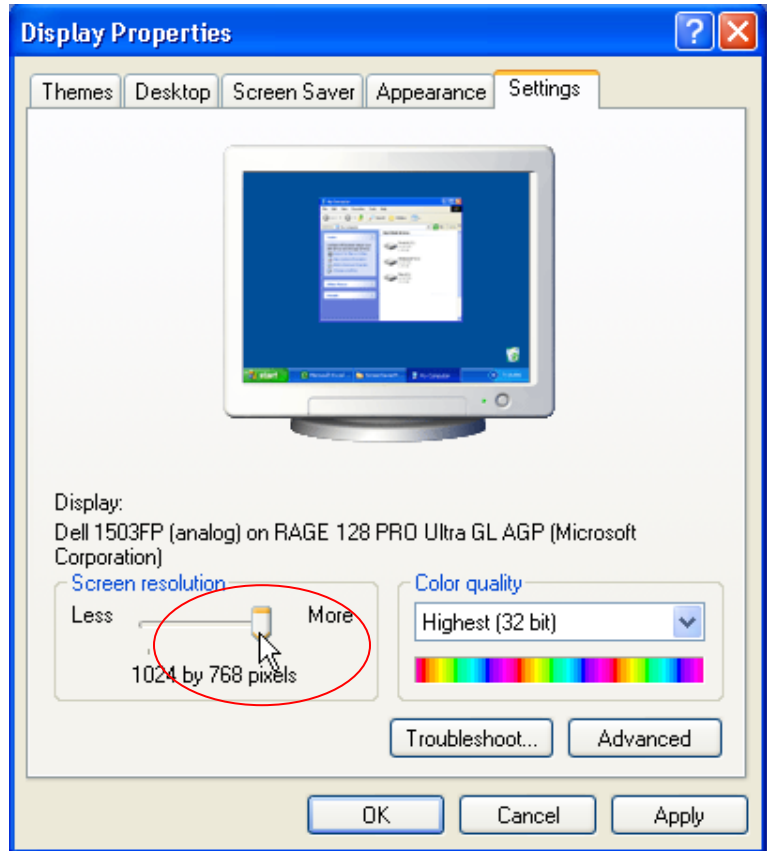 Display Properties
Themes Desktop Screen Saver Appearance Settings
start
Display:
Dell 1503FP (analog) on RAGE 128 PRO Ultra GL AGP (Microsoft
Corporation)
Screen resolution Color quality
Less More Highest (32 bit)
1024 by 768 pixels
Troubleshoot... Advanced
OK Cancel Apply